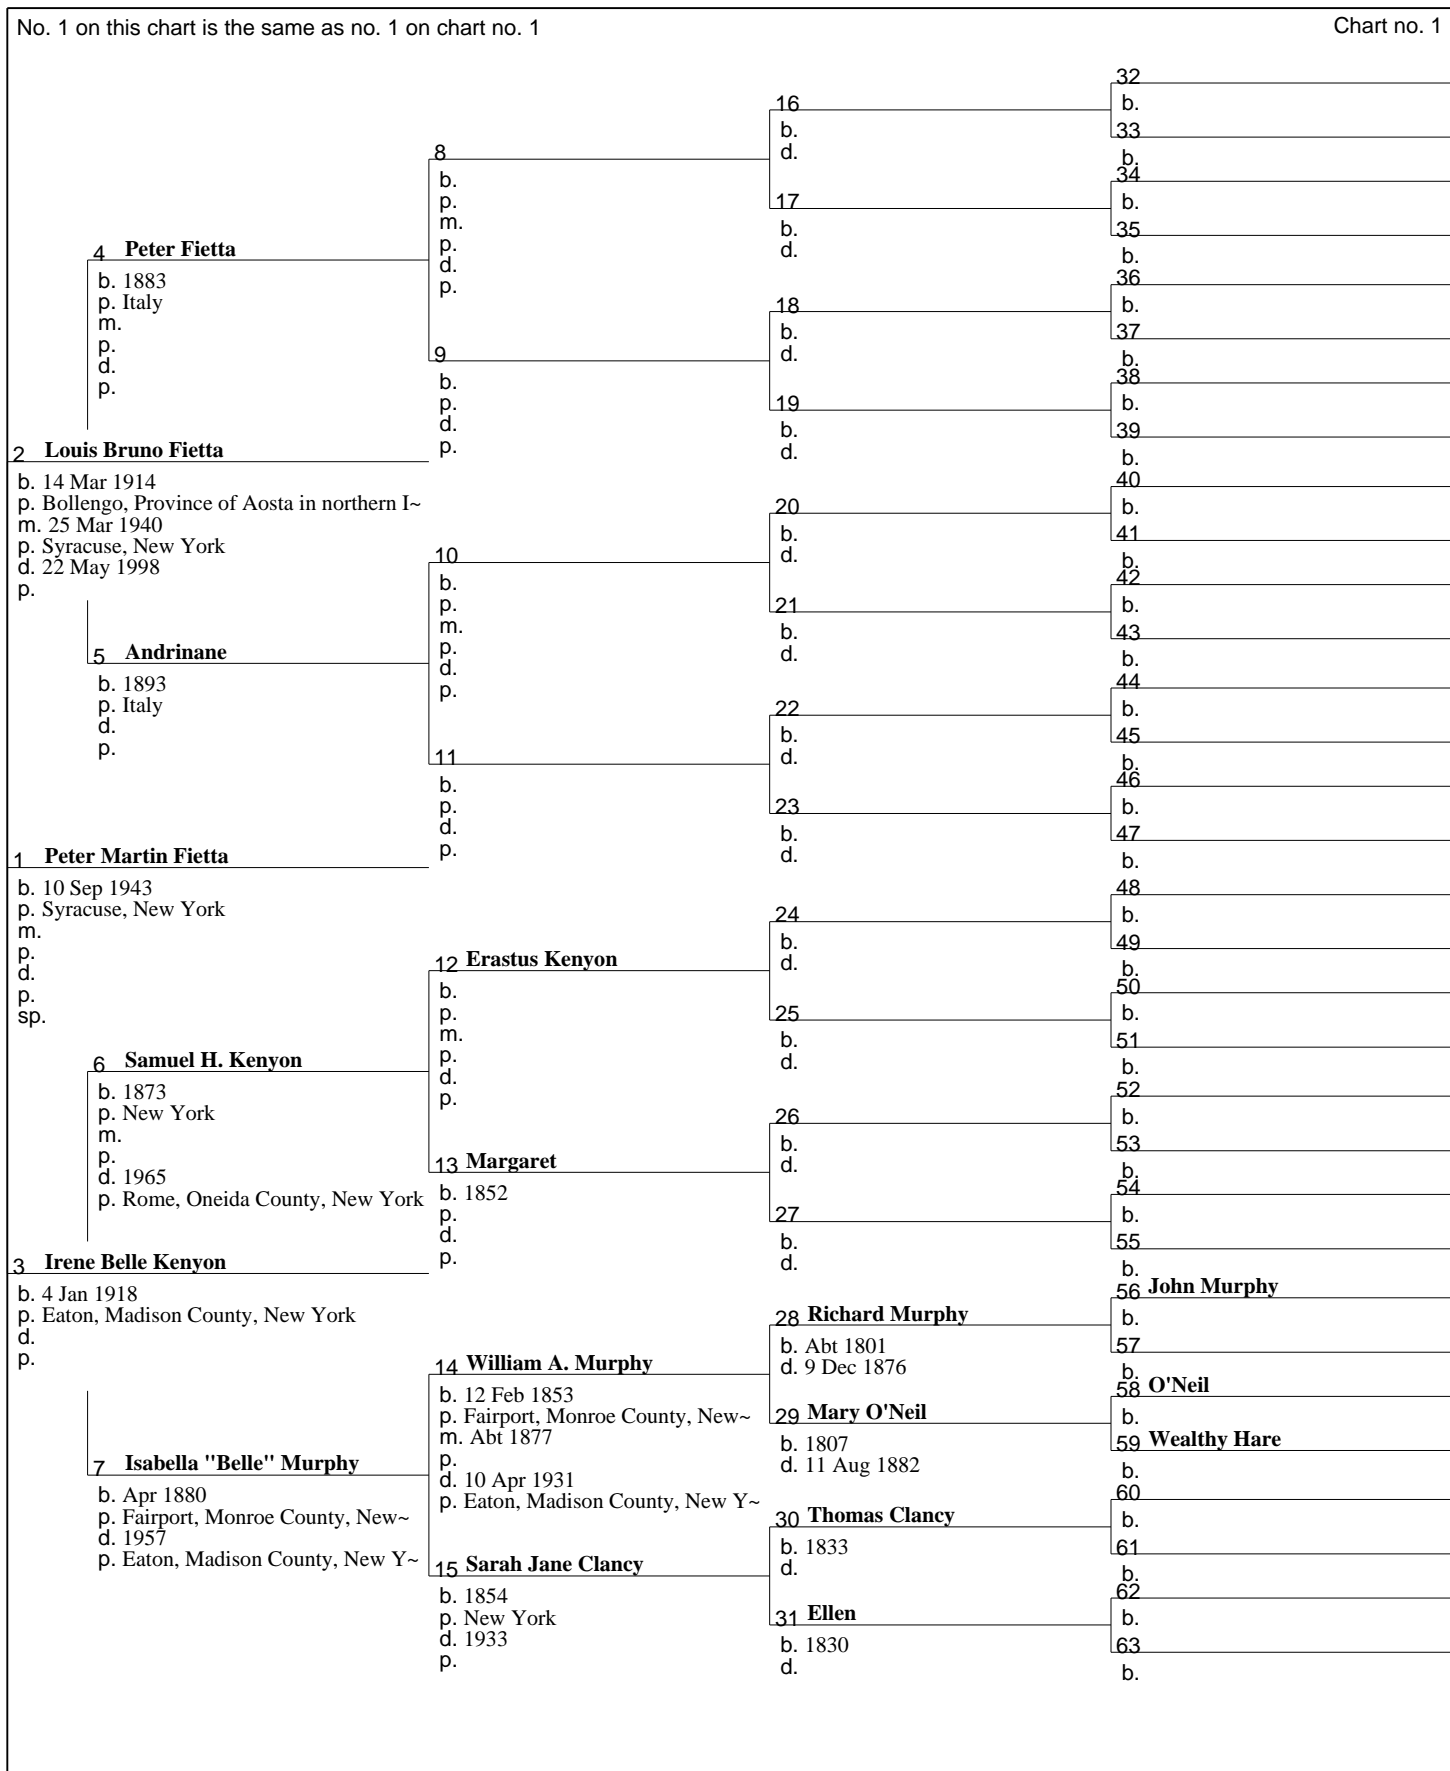 No. 1 on this chart is the same as no. 1 on chart no. 1
Chart no. 1
4 Peter Fietta
b. 1883
p. Italy
m.
p.
d.
p.
2 Louis Bruno Fietta
b. 14 Mar 1914
p. Bollengo, Province of Aosta in northern I~
m. 25 Mar 1940
p. Syracuse, New York
d. 22 May 1998
p.
5 Andrinane
b. 1893
p. Italy
d.
p.
1 Peter Martin Fietta
b. 10 Sep 1943
p. Syracuse, New York
m.
p.
d.
p.
sp.
6 Samuel H. Kenyon
b. 1873
p. New York
m.
p.
d. 1965
p. Rome, Oneida County, New York
3 Irene Belle Kenyon
b. 4 Jan 1918
p. Eaton, Madison County, New York
d.
p.
7 Isabella "Belle" Murphy
b. Apr 1880
p. Fairport, Monroe County, New~
d. 1957
p. Eaton, Madison County, New Y~
8
b.
p.
m.
p.
d.
p.
9
b.
p.
d.
p.
10
b.
p.
m.
p.
d.
p.
11
b.
p.
d.
p.
12 Erastus Kenyon
b.
p.
m.
p.
d.
p.
13 Margaret
b. 1852
p.
d.
p.
14 William A. Murphy
b. 12 Feb 1853
p. Fairport, Monroe County, New~
m. Abt 1877
p.
d. 10 Apr 1931
p. Eaton, Madison County, New Y~
15 Sarah Jane Clancy
b. 1854
p. New York
d. 1933
p.
16
b.
d.
17
b.
d.
18
b.
d.
19
b.
d.
20
b.
d.
21
b.
d.
22
b.
d.
23
b.
d.
24
b.
d.
25
b.
d.
26
b.
d.
27
b.
d.
28 Richard Murphy
b. Abt 1801
d. 9 Dec 1876
29 Mary O'Neil
b. 1807
d. 11 Aug 1882
30 Thomas Clancy
b. 1833
d.
31 Ellen
b. 1830
d.
32
b.
33
b.
34
b.
35
b.
36
b.
37
b.
38
b.
39
b.
40
b.
41
b.
42
b.
43
b.
44
b.
45
b.
46
b.
47
b.
48
b.
49
b.
50
b.
51
b.
52
b.
53
b.
54
b.
55
b.
56 John Murphy
b.
57
b.
58 O'Neil
b.
59 Wealthy Hare
b.
60
b.
61
b.
62
b.
63
b.